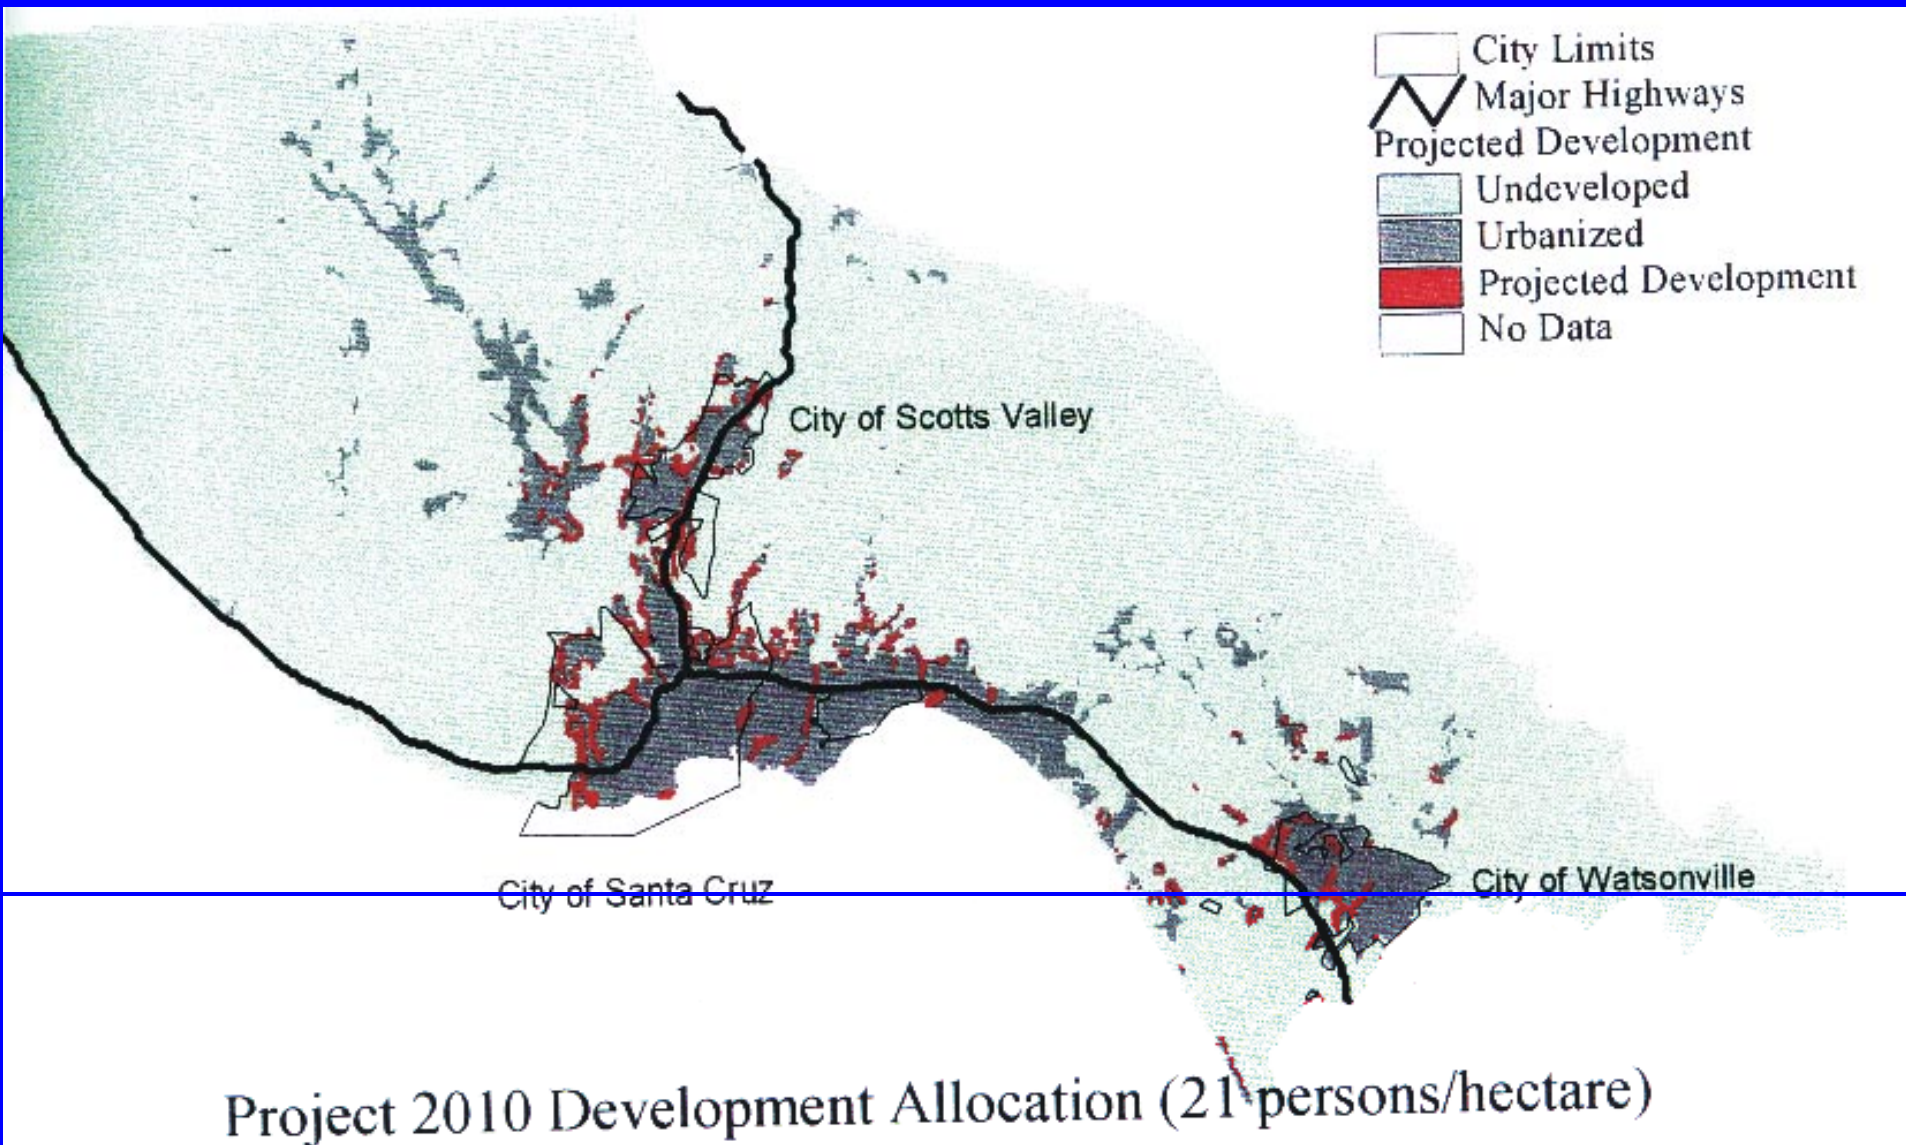 City Limits
Major Highways
Projected Development
Undeveloped
Urbanized
Projected Development
No Data
City of Scotts Valley
City of Santa Cruz
City of Watsonville
Project 2010 Development Allocation (21 persons/hectare)